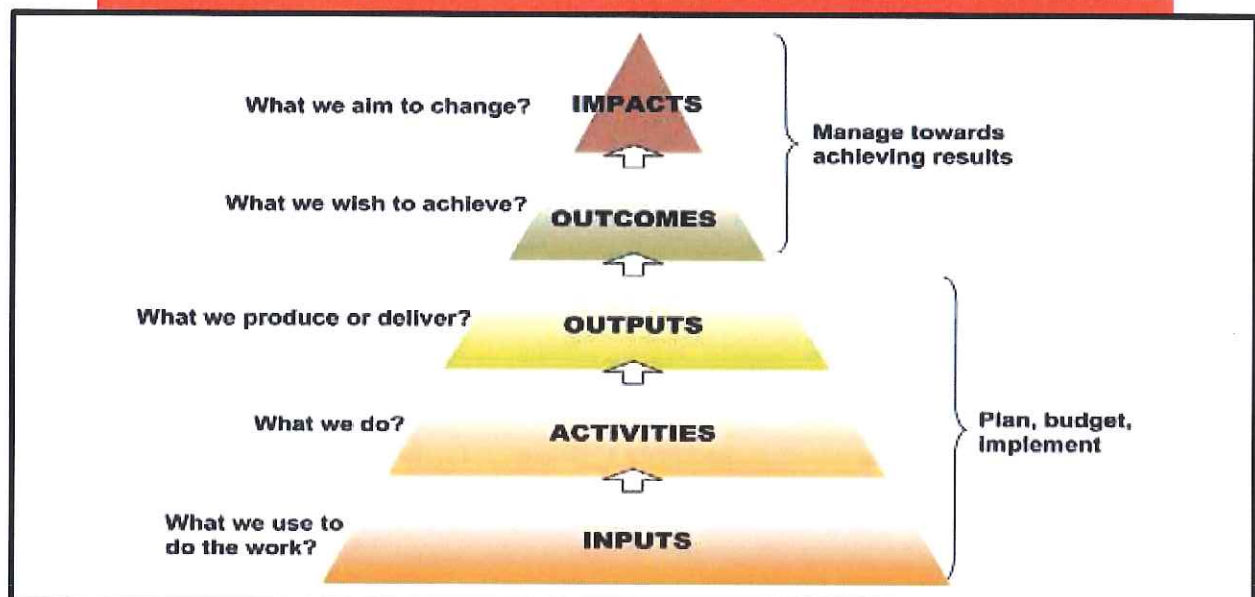 What we aim to change?
IMPACTS
Manage towards
achieving results
What we wish to achieve?
OUTCOMES
What we produce or deliver?
OUTPUTS
What we do?
ACTIVITIES
Plan, budget,
implement
What we use to
do the work?
INPUTS